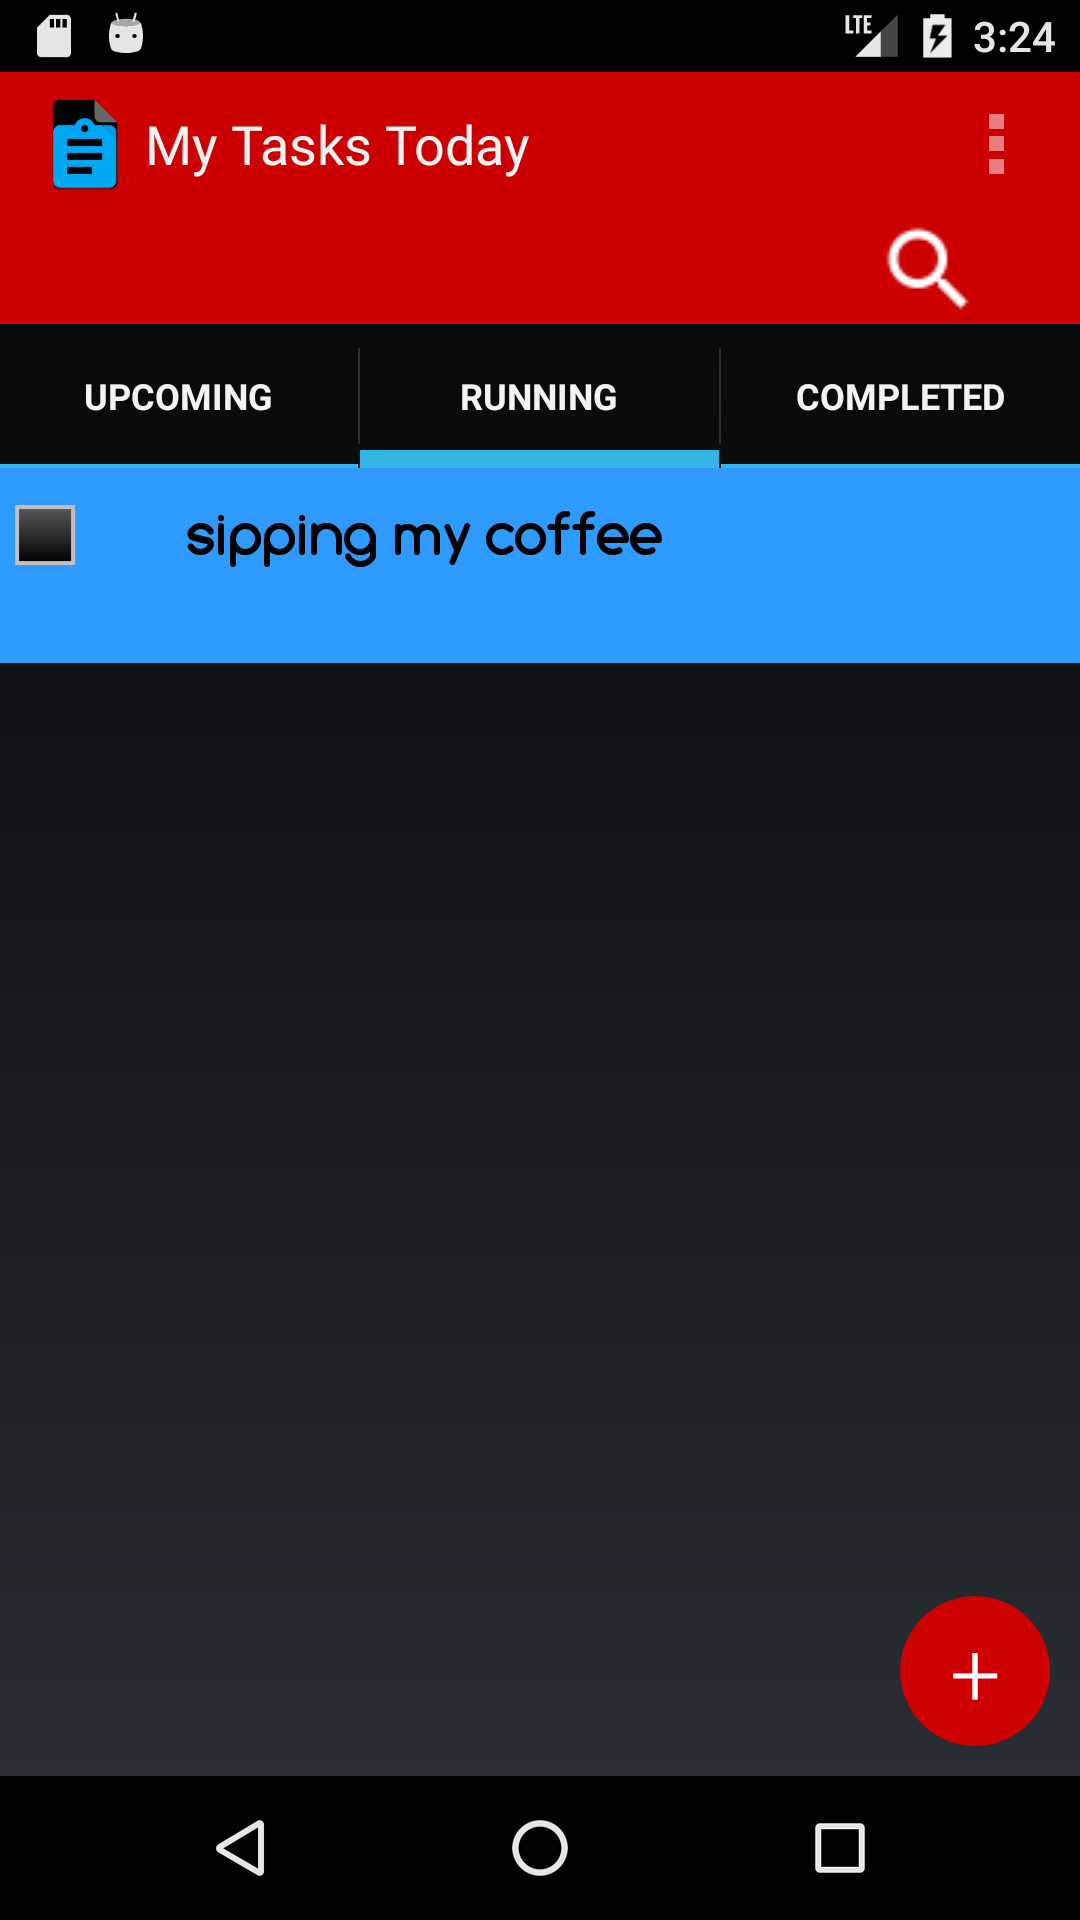 LTE 3:24
My Tasks Today
UPCOMING RUNNING COMPLETED
sipping my coffee
+